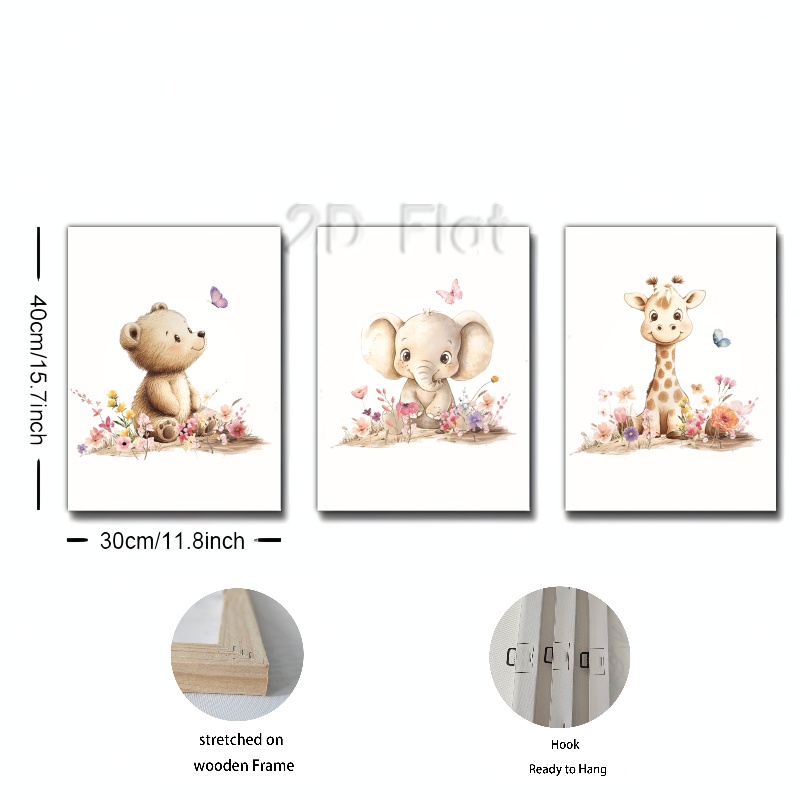 2D Flat
40cm/15.7inch
30cm/11.8inch
stretched on
wooden Frame
Hook
Ready to Hang